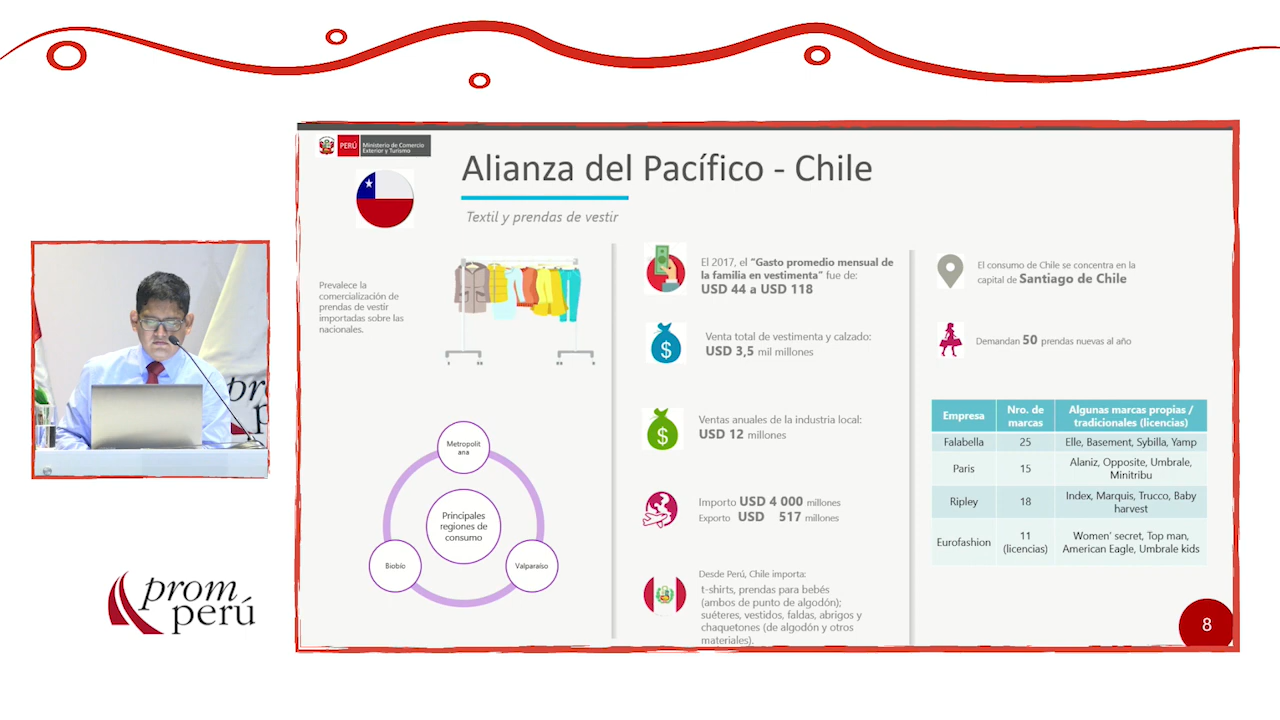 PERÚ
Ministerio de Comercio
Exterior y Turismo
Alianza del Pacífico - Chile
Textil y prendas de vestir
Prevalece la
comercialización de
prendas de vestir
importadas sobre las
nacionales.
Metropolit
ana
Principales
regiones de
consumo
Biobío
Valparaíso
El 2017, el “Gasto promedio mensual de
la familia en vestimenta” fue de:
USD 44 a USD 118
Venta total de vestimenta y calzado:
USD 3,5 mil millones
Ventas anuales de la industria local:
USD 12 millones
Importo USD 4 000 millones
Exporto USD 517 millones
Desde Perú, Chile importa:
t-shirts, prendas para bebés
(ambos de punto de algodón);
suéteres, vestidos, faldas, abrigos y
chaquetones (de algodón y otros
materiales).
El consumo de Chile se concentra en la
capital de Santiago de Chile
Demandan 50 prendas nuevas al año
Empresa
Nro. de
marcas
Algunas marcas propias /
tradicionales (licencias)
Falabella
25
Elle, Basement, Sybilla, Yamp
Paris
15
Alaniz, Opposite, Umbrale,
Minitribu
Ripley
18
Index, Marquis, Trucco, Baby
harvest
Eurofashion
11
(licencias)
Women’ secret, Top man,
American Eagle, Umbrale kids
8
pr
per
prom
perú